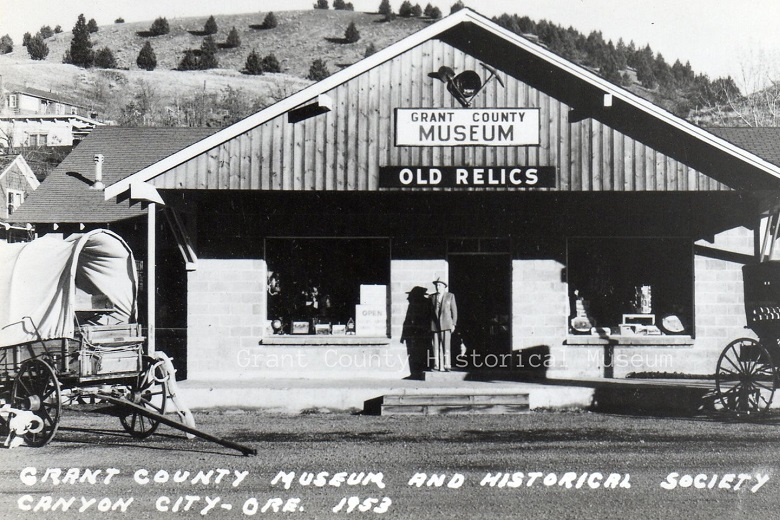 GRANT COUNTY
MUSEUM
OLD RELICS
OPEN
Grant County Historical Museum
GRANT COUNTY MUSEUM AND HISTORICAL SOCIETY
CANYON CITY-ORE. 1953